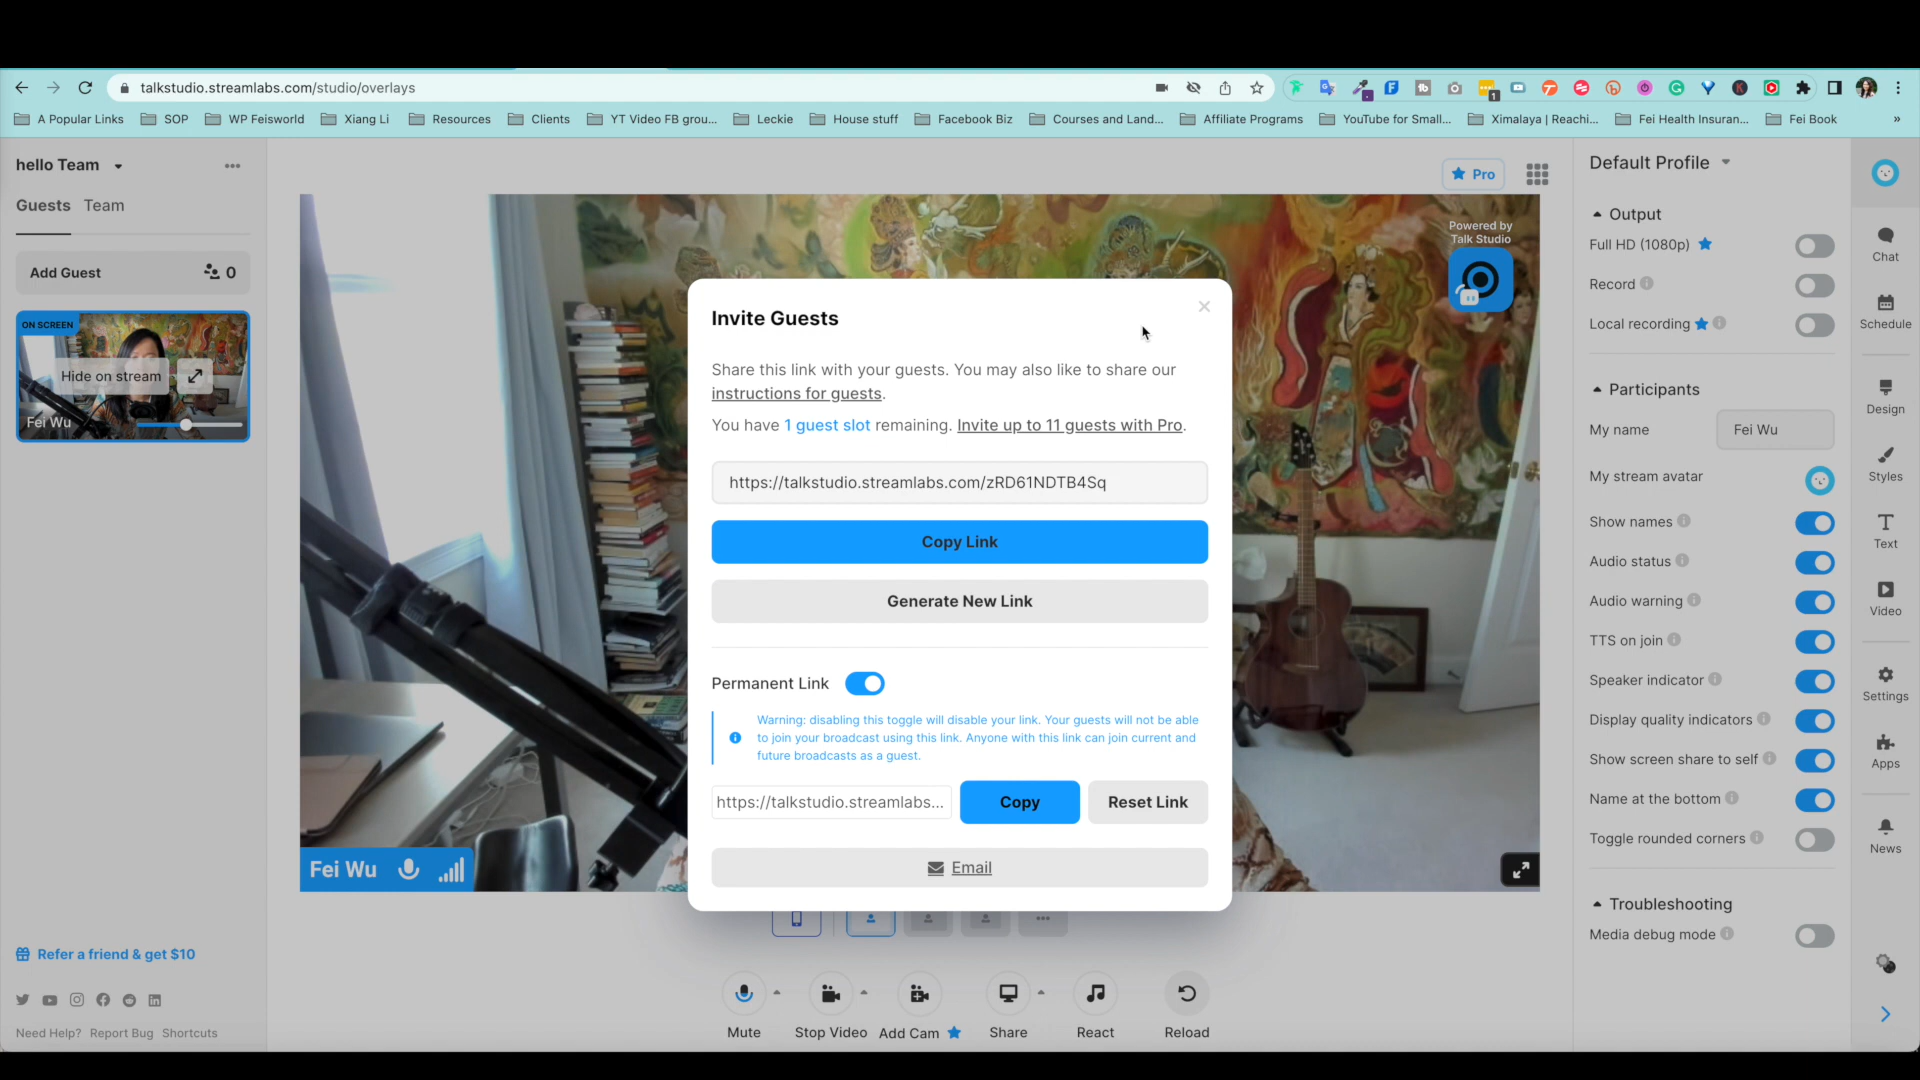 talkstudio.streamlabs.com/studio/overlays
A Popular Links
SOP
WP Feisworld
Xiang Li
Resources
Clients
YT Video FB grou...
Leckie
House stuff
Facebook Biz
Courses and Land...
Affiliate Programs
YouTube for Small...
Ximalaya | Reachi...
Fei Health Insuran...
Fei Book
»
hello Team
Guests Team
Add Guest 0
ON SCREEN
Hide on stream
Fei Wu
Refer a friend & get $10
Need Help? Report Bug Shortcuts
Pro
Powered by
Talk Studio
Fei Wu
Invite Guests
Share this link with your guests. You may also like to share our
instructions for guests.
You have 1 guest slot remaining. Invite up to 11 guests with Pro.
https://talkstudio.streamlabs.com/zRD61NDTB4Sq
Copy Link
Generate New Link
Permanent Link
Warning: disabling this toggle will disable your link. Your guests will not be able
to join your broadcast using this link. Anyone with this link can join current and
future broadcasts as a guest.
https://talkstudio.streamlabs...
Copy
Reset Link
Email
Mute
Stop Video
Add Cam
Share
React
Reload
Default Profile
Output
Full HD (1080p)
Record
Local recording
Participants
My name Fei Wu
My stream avatar
Show names
Audio status
Audio warning
TTS on join
Speaker indicator
Display quality indicators
Show screen share to self
Name at the bottom
Toggle rounded corners
Troubleshooting
Media debug mode
Chat
Schedule
Design
Styles
Text
Video
Settings
Apps
News